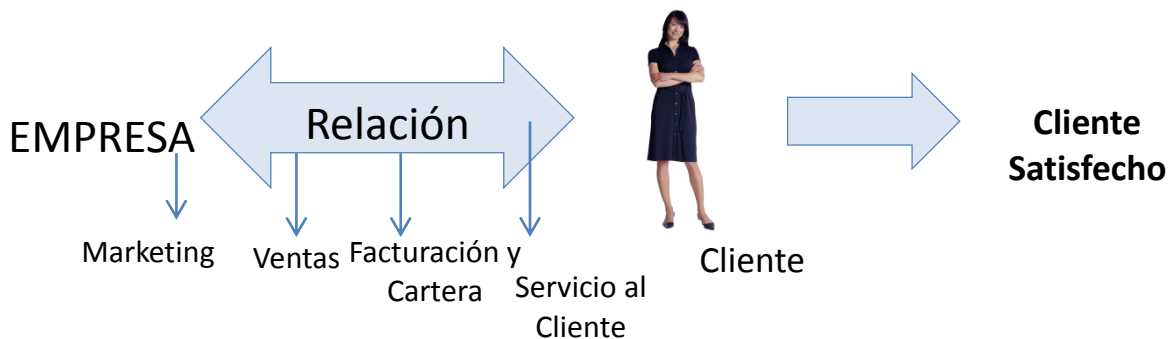 EMPRESA
Relación
Cliente
Satisfecho
Marketing
Ventas
Facturación y
Cartera
Servicio al
Cliente
Cliente